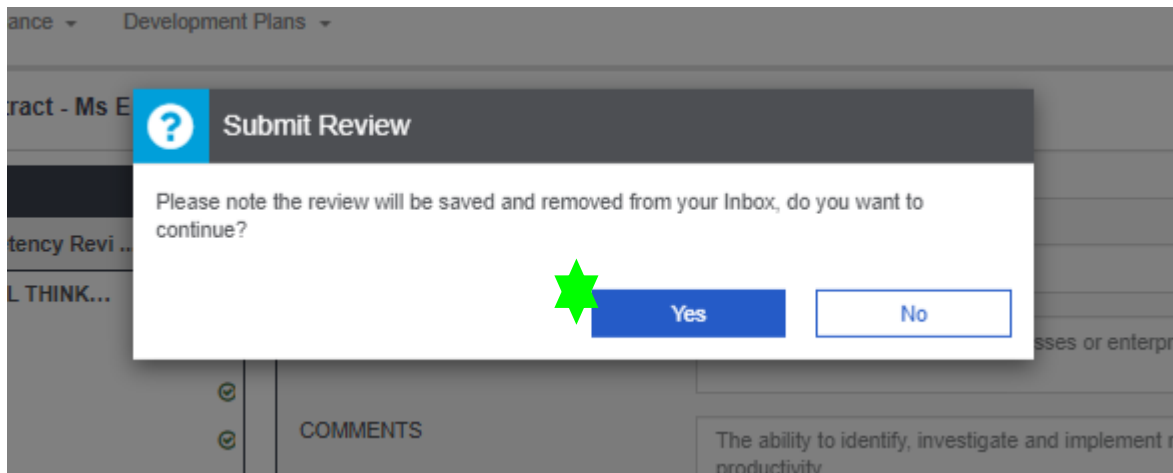 ance Development Plans
tract - Ms E
? Submit Review
Please note the review will be saved and removed from your Inbox, do you want to
continue?
tency Revi ...
L THINK...
Yes No
sses or enterpr
COMMENTS
The ability to identify, investigate and implement
productivity